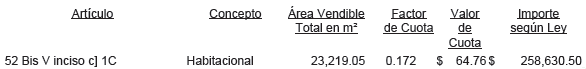 Artículo Concepto Área Vendible Total en m² Factor de Cuota Valor de Cuota Importe según Ley
52 Bis V inciso c] 1C Habitacional 23,219.05 0.172 $ 64.76 $ 258,630.50